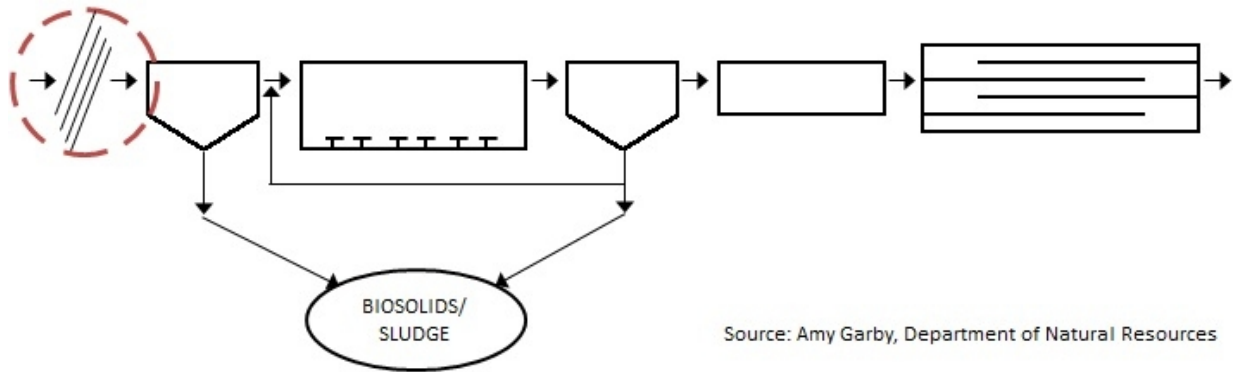 BIOSOLIDS/
SLUDGE
Source: Amy Garby, Department of Natural Resources